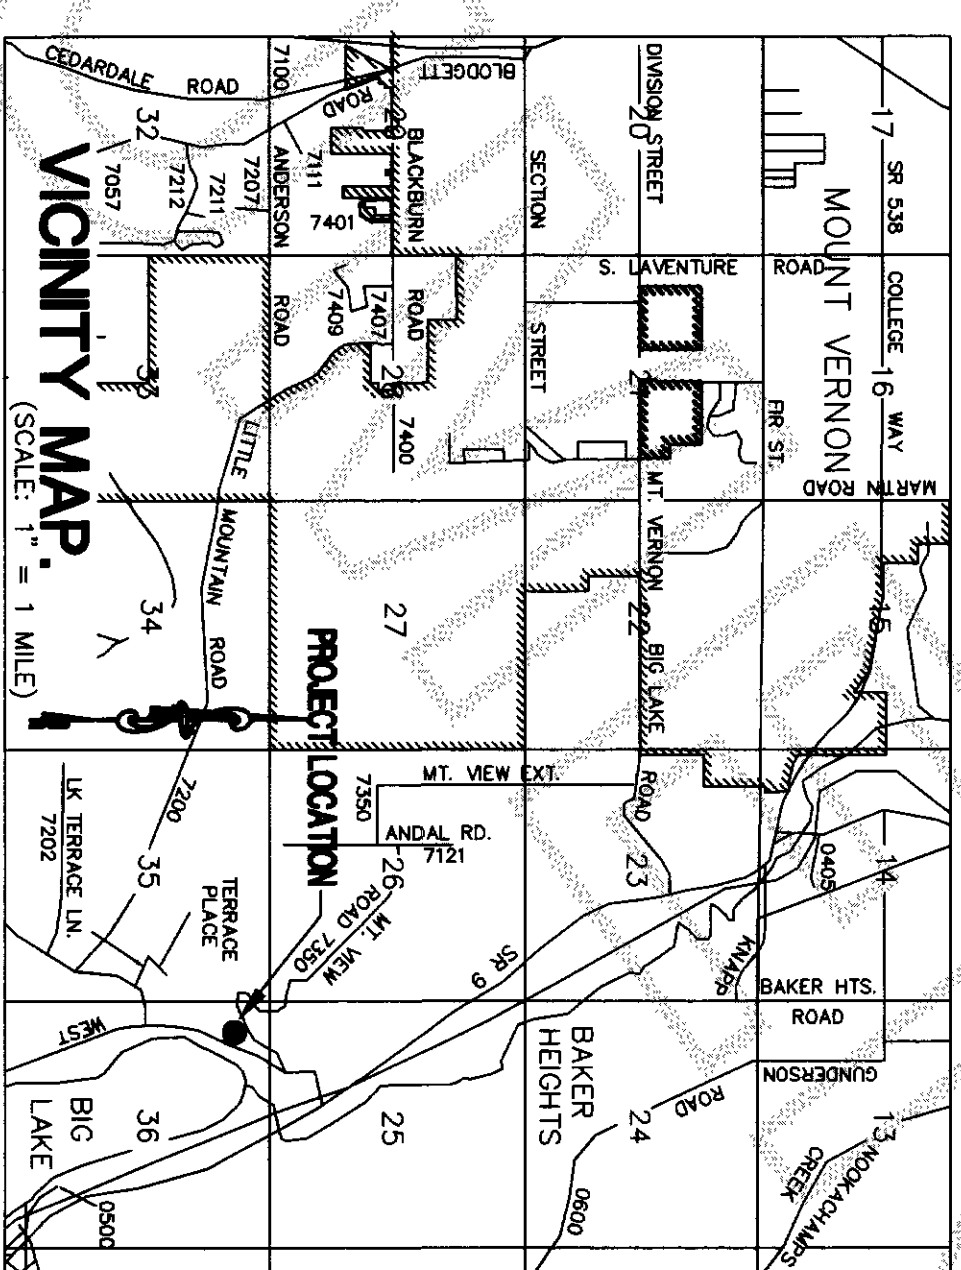 17
SR 538
COLLEGE
16
WAY
MARTIN ROAD
15
14
13
NOOKACHAMPS
CREEK
MOUNT VERNON
ROAD
FIR ST.
0405
KNAPP
BAKER HTS.
ROAD
GUNDERSON
ROAD
DIVISION STREET
20
S. LAVENTURE
21
MT. VERNON
22
BIG LAKE
ROAD
23
24
BAKER
HEIGHTS
0600
BLODGETT
SECTION
STREET
MT. VIEW EXT.
SR 9
BLACKBURN
ROAD
7400
29
28
27
26
25
7401
7407
7409
7350
ANDAL RD.
7121
MT. VIEW
ROAD 7350
PROJECT LOCATION
7100
ROAD
7111
ANDERSON
ROAD
LITTLE
MOUNTAIN
ROAD
7200
CEDARDALE
ROAD
32
7207
7211
7212
7057
33
34
35
36
TERRACE
PLACE
LK TERRACE LN.
7202
WEST
BIG
LAKE
0500
VICINITY MAP.
(SCALE: 1" = 1 MILE)